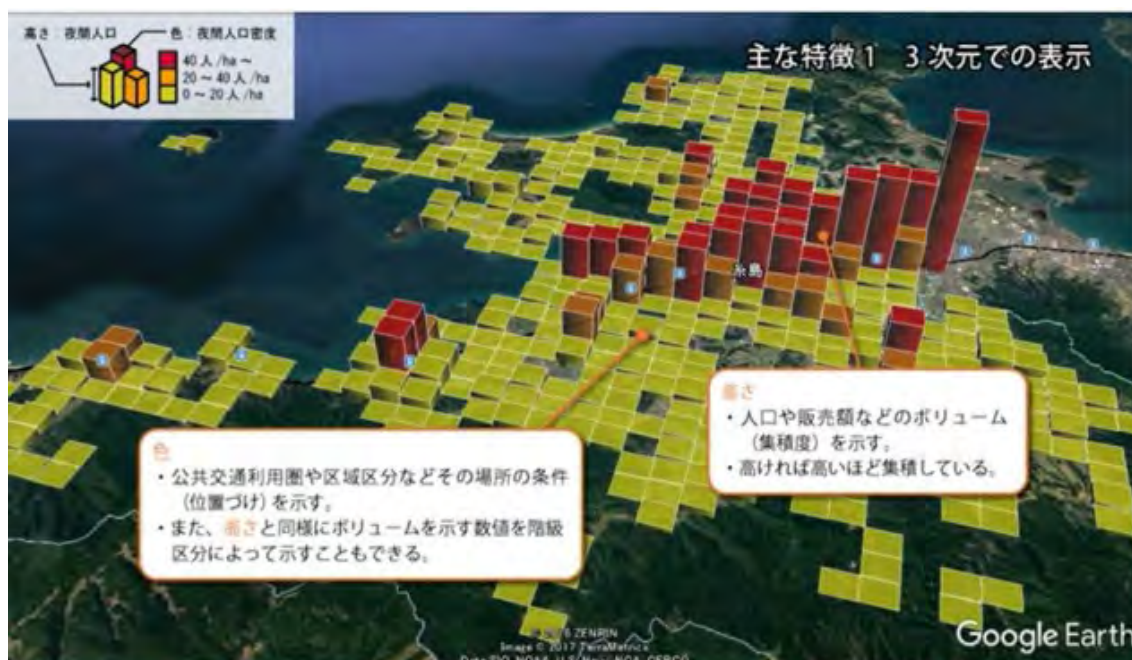 高さ：夜間人口
色：夜間人口密度
40人/ha～
20～40人/ha
0～20人/ha
主な特徴1　3次元での表示
糸島
高さ
・人口や販売額などのボリューム
（集積度）を示す。
・高ければ高いほど集積している。
色
・公共交通利用圏や区域区分などその場所の条件
（位置づけ）を示す。
・また、高さと同様にボリュームを示す数値を階級
区分によって示すこともできる。
ZENRIN
Image © 2017 TerraMetrics
Google Earth